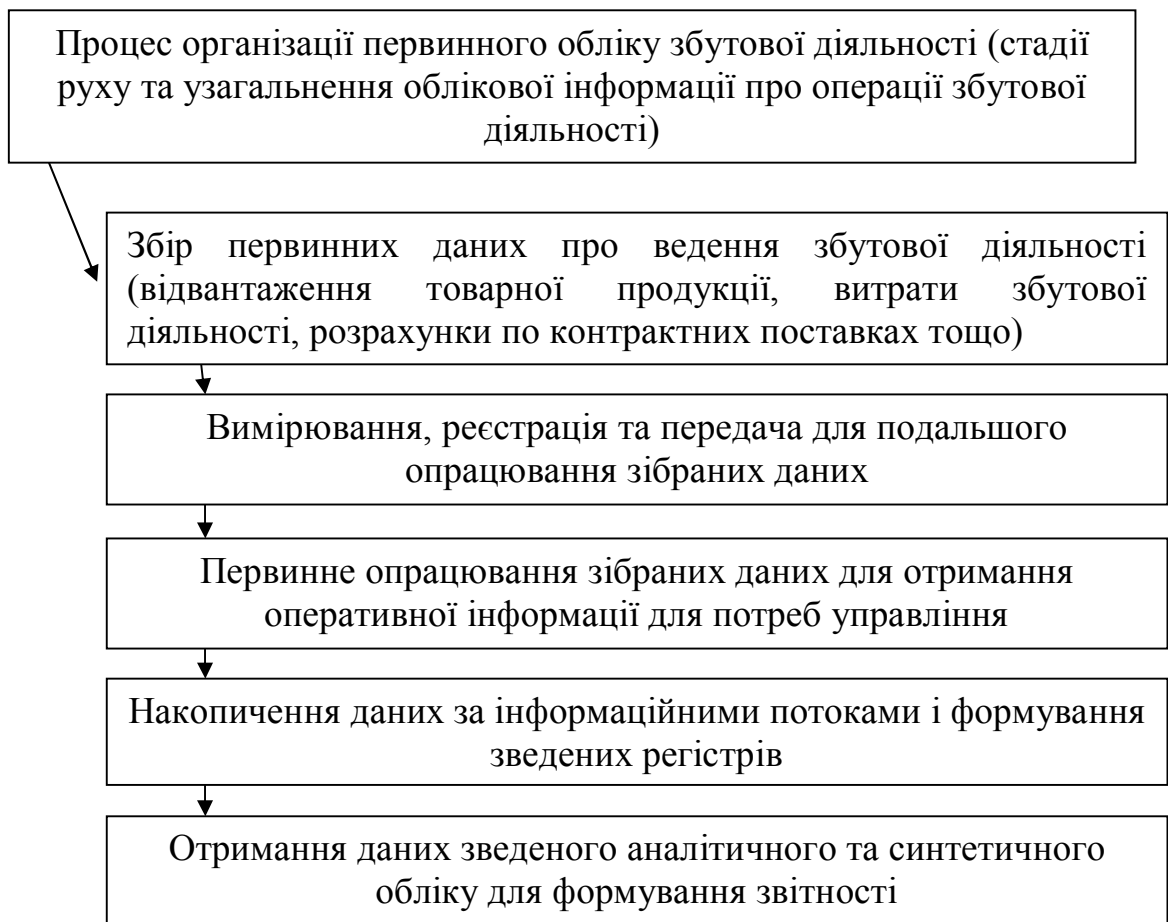 Процес організації первинного обліку збутової діяльності (стадії
руху та узагальнення облікової інформації про операції збутової
діяльності)
Збір первинних даних про ведення збутової діяльності
(відвантаження товарної продукції, витрати збутової
діяльності, розрахунки по контрактних поставках тощо)
Вимірювання, реєстрація та передача для подальшого
опрацювання зібраних даних
Первинне опрацювання зібраних даних для отримання
оперативної інформації для потреб управління
Накопичення даних за інформаційними потоками і формування
зведених регістрів
Отримання даних зведеного аналітичного та синтетичного
обліку для формування звітності